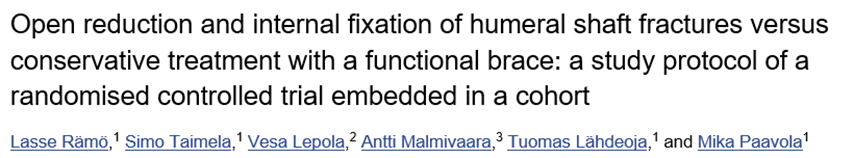 Open reduction and internal fixation of humeral shaft fractures versus
conservative treatment with a functional brace: a study protocol of a
randomised controlled trial embedded in a cohort
Lasse Rämö,¹ Simo Taimela,¹ Vesa Lepola,² Antti Malmivaara,³ Tuomas Lähdeoja,¹ and Mika Paavola¹